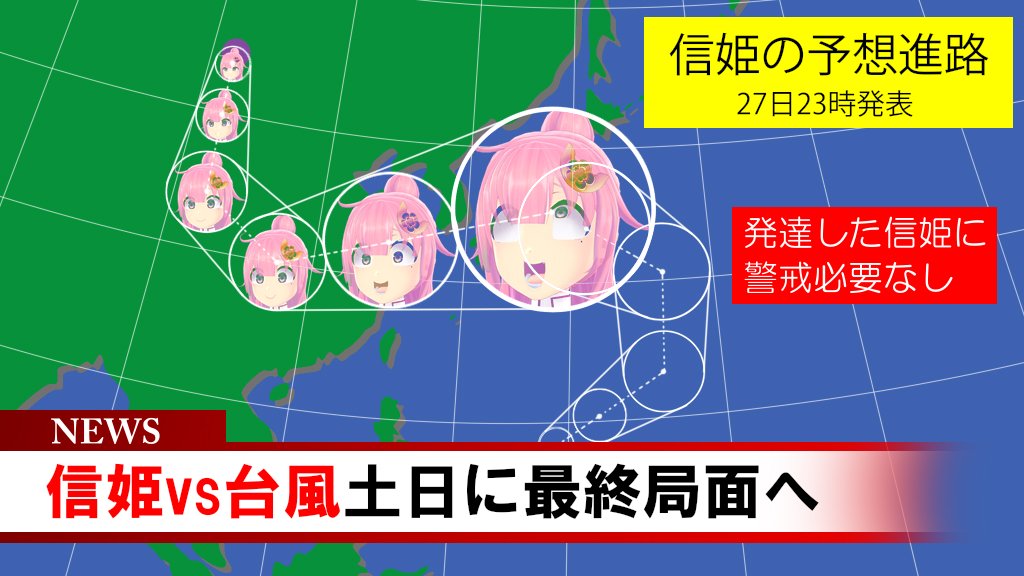 信姫の予想進路
27日23時発表
発達した信姫に
警戒必要なし
NEWS
信姫vs台風土日に最終局面へ